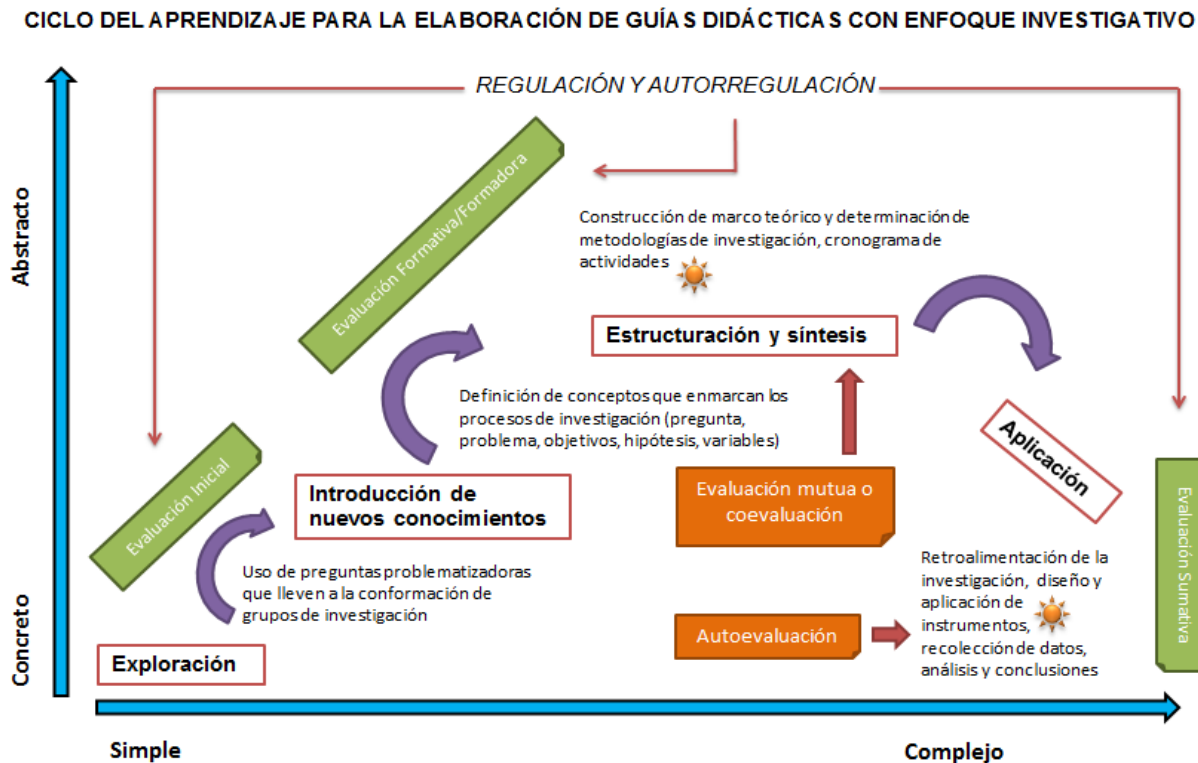 CICLO DEL APRENDIZAJE PARA LA ELABORACIÓN DE GUÍAS DIDÁCTICAS CON ENFOQUE INVESTIGATIVO
REGULACIÓN Y AUTORREGULACIÓN
Abstracto
Concreto
Evaluación Formativa/Formadora
Construcción de marco teórico y determinación de
metodologías de investigación, cronograma de
actividades
Estructuración y síntesis
Definición de conceptos que enmarcan los
procesos de investigación (pregunta,
problema, objetivos, hipótesis, variables)
Aplicación
Evaluación Inicial
Introducción de
nuevos conocimientos
Evaluación mutua o
coevaluación
Evaluación Sumativa
Uso de preguntas problematizadoras
que lleven a la conformación de
grupos de investigación
Retroalimentación de la
investigación, diseño y
aplicación de
instrumentos,
recolección de datos,
análisis y conclusiones
Autoevaluación
Exploración
Simple
Complejo